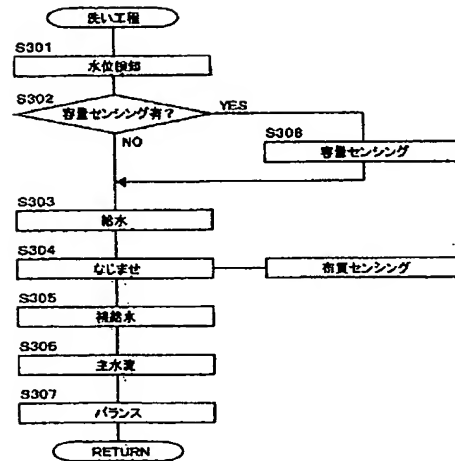 洗い工程
S301
水位検知
S302
容量センシング有?
YES
NO
S308
容量センシング
S303
給水
S304
なじませ
布質センシング
S305
補給水
S306
主水流
S307
バランス
RETURN